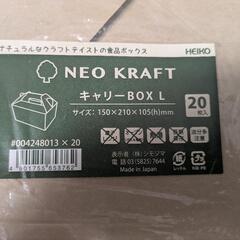 ナチュラルなクラフトテイストの食品ボックス
HEIKO
NEO KRAFT
キャリーBOX L
サイズ：150×210×105(h)mm
20
枚入
#004248013 × 20
表示者 (株)シモジマ
TEL 03(5825)7644
Made in Japan